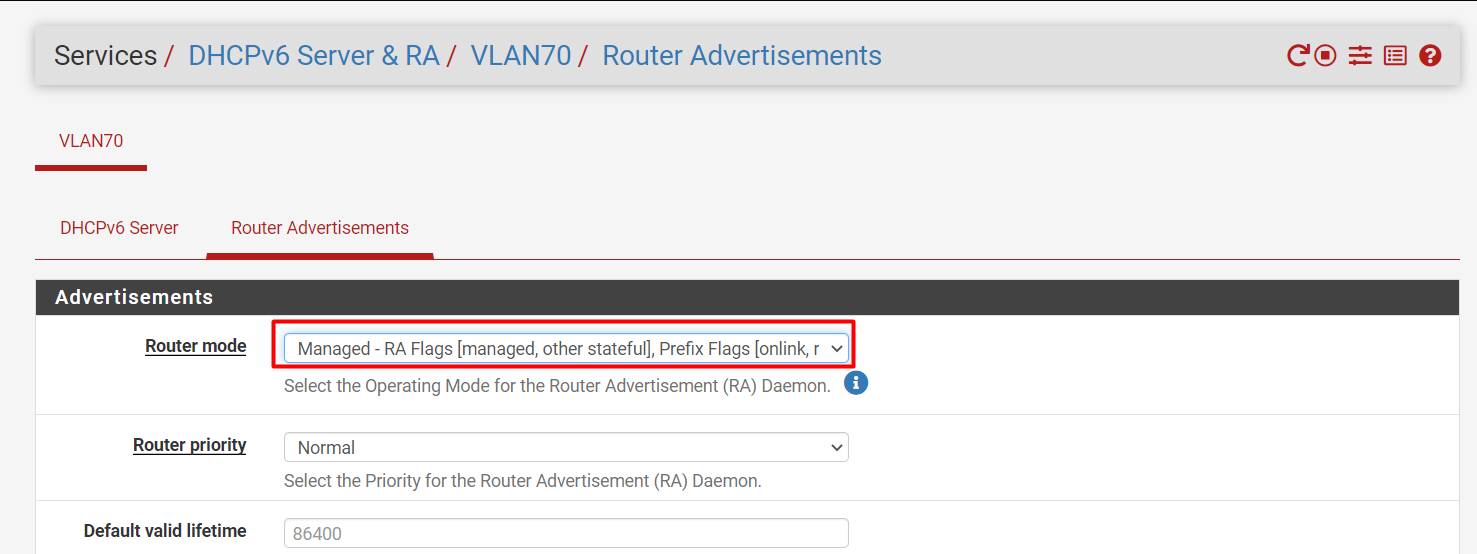 Services / DHCPv6 Server & RA / VLAN70 / Router Advertisements
VLAN70
DHCPv6 Server Router Advertisements
Advertisements
Router mode
Managed - RA Flags [managed, other stateful], Prefix Flags [onlink, r
Select the Operating Mode for the Router Advertisement (RA) Daemon.
Router priority
Normal
Select the Priority for the Router Advertisement (RA) Daemon.
Default valid lifetime
86400